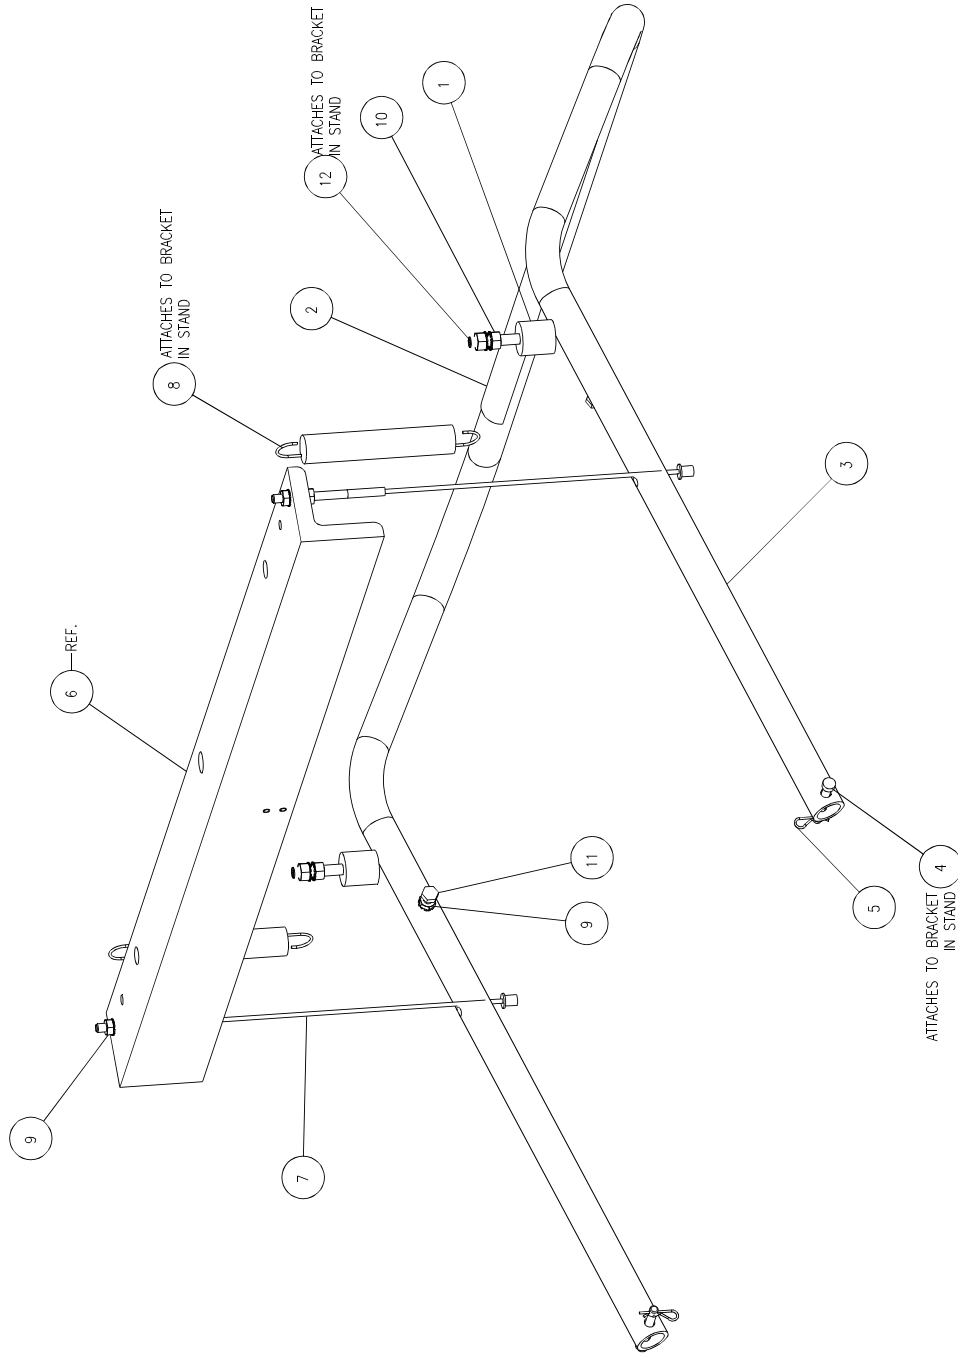 ATTACHES TO BRACKET
IN STAND
12
10
1
ATTACHES TO BRACKET
IN STAND
8
2
3
6
REF.
11
9
4
ATTACHES TO BRACKET
IN STAND
5
9
7